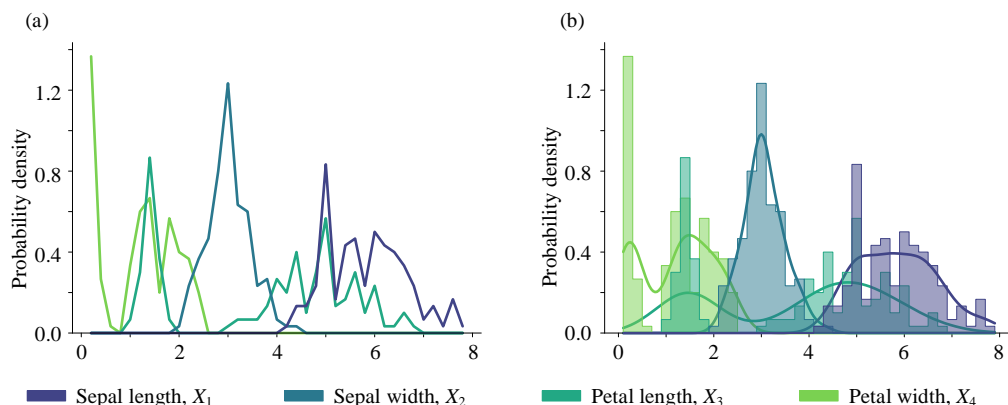 (a)
(b)
Probability density
1.2
0.8
0.4
0.0
0 2 4 6 8
Probability density
1.2
0.8
0.4
0.0
0 2 4 6 8
Sepal length, X1
Sepal width, X2
Petal length, X3
Petal width, X4